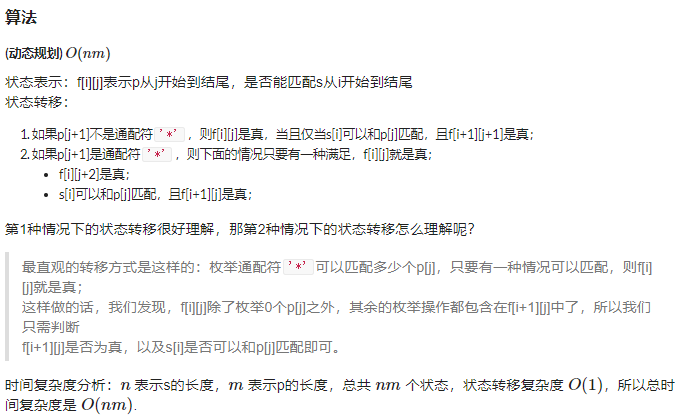 算法
(动态规划) O(nm)
状态表示：f[i][j]表示p从j开始到结尾，是否能匹配s从i开始到结尾
状态转移：
1. 如果p[j+1]不是通配符 '*' ，则f[i][j]是真，当且仅当s[i]可以和p[j]匹配，且f[i+1][j+1]是真；
2. 如果p[j+1]是通配符 '*' ，则下面的情况只要有一种满足，f[i][j]就是真；
• f[i][j+2]是真；
• s[i]可以和p[j]匹配，且f[i+1][j]是真；
第1种情况下的状态转移很好理解，那第2种情况下的状态转移怎么理解呢？
最直观的转移方式是这样的：枚举通配符 '*' 可以匹配多少个p[j]，只要有一种情况可以匹配，则f[i]
[j]就是真；
这样做的话，我们发现，f[i][j]除了枚举0个p[j]之外，其余的枚举操作都包含在f[i+1][j]中了，所以我们
只需判断
f[i+1][j]是否为真，以及s[i]是否可以和p[j]匹配即可。
时间复杂度分析：n 表示s的长度，m 表示p的长度，总共 nm 个状态，状态转移复杂度 O(1)，所以总时
间复杂度是 O(nm).